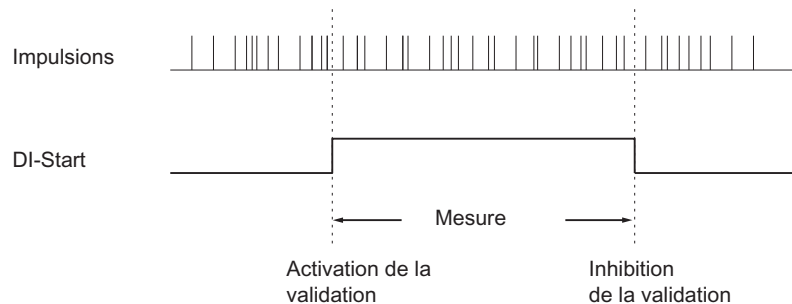 Impulsions
DI-Start
Mesure
Activation de la
validation
Inhibition
de la validation